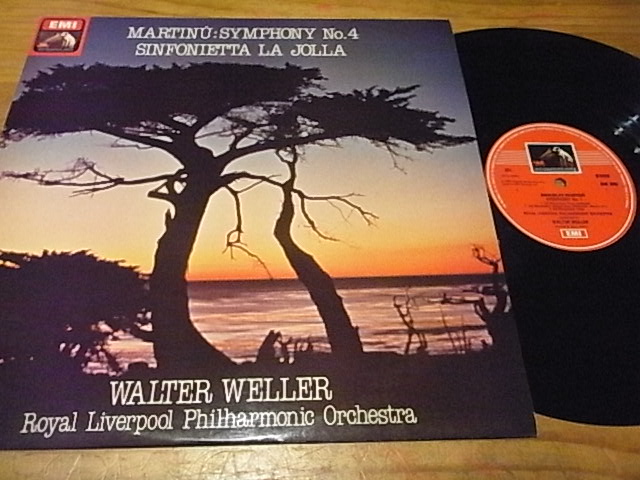 EMI
MARTINŮ: SYMPHONY No. 4
SINFONIETTA LA JOLLA
WALTER WELLER
Royal Liverpool Philharmonic Orchestra
EMI